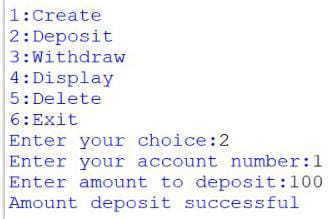 1:Create
2:Deposit
3:Withdraw
4:Display
5:Delete
6:Exit
Enter your choice:2
Enter your account number:1
Enter amount to deposit:100
Amount deposit successful